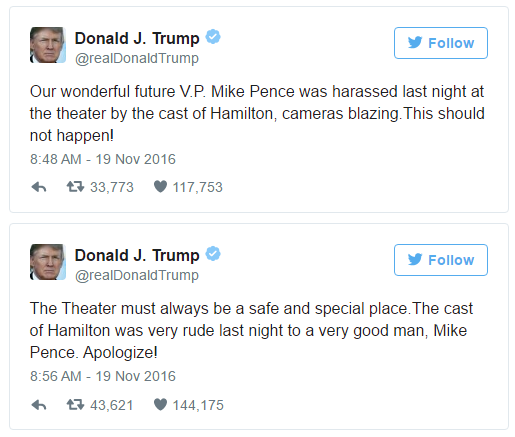 Donald J. Trump
Follow
@realDonaldTrump
Our wonderful future V.P. Mike Pence was harassed last night at
the theater by the cast of Hamilton, cameras blazing.This should
not happen!
8:48 AM - 19 Nov 2016
33,773 117,753
Donald J. Trump
Follow
@realDonaldTrump
The Theater must always be a safe and special place.The cast
of Hamilton was very rude last night to a very good man, Mike
Pence. Apologize!
8:56 AM - 19 Nov 2016
43,621 144,175